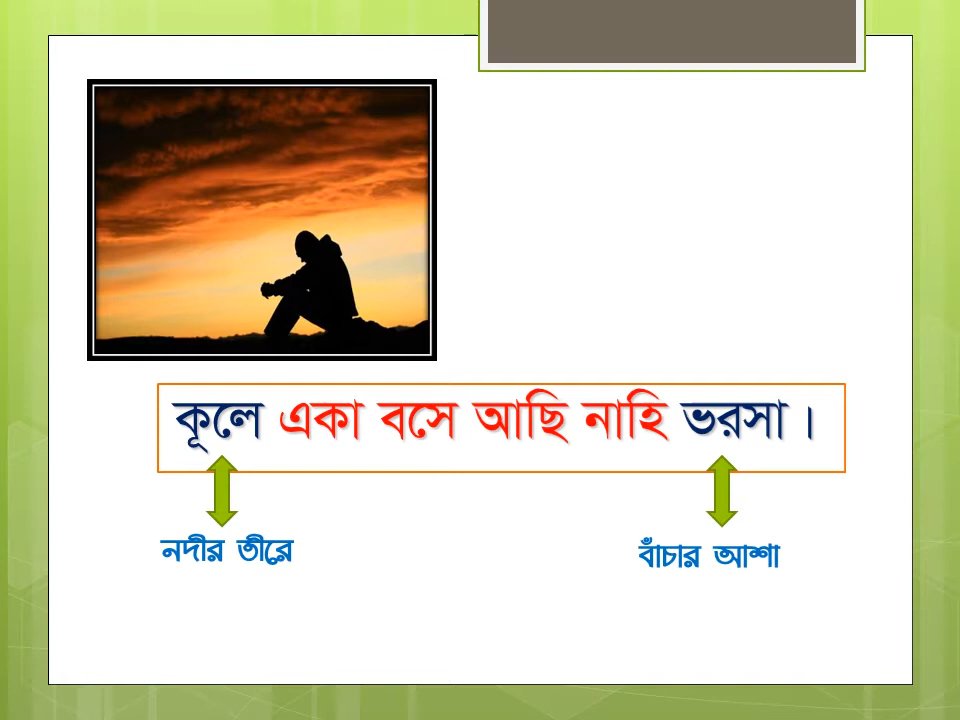 কূলে একা বসে আছি নাহি ভরসা।
নদীর তীরে
বাঁচার আশা